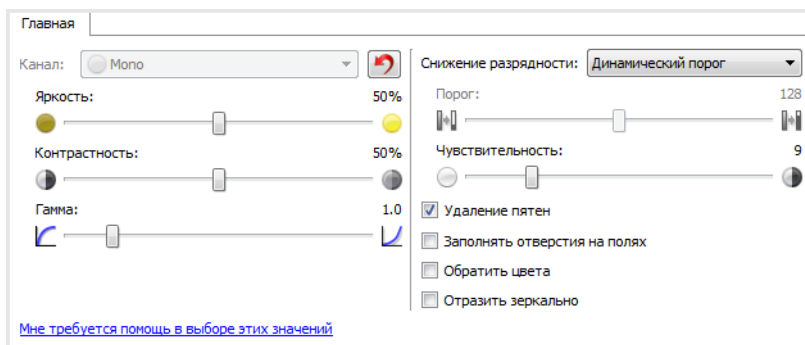 Главная
Канал: Mono
Яркость: 50%
Контрастность: 50%
Гамма: 1.0
Мне требуется помощь в выборе этих значений
Снижение разрядности: Динамический порог
Порог: 128
Чувствительность: 9
Удаление пятен
Заполнять отверстия на полях
Обратить цвета
Отразить зеркально